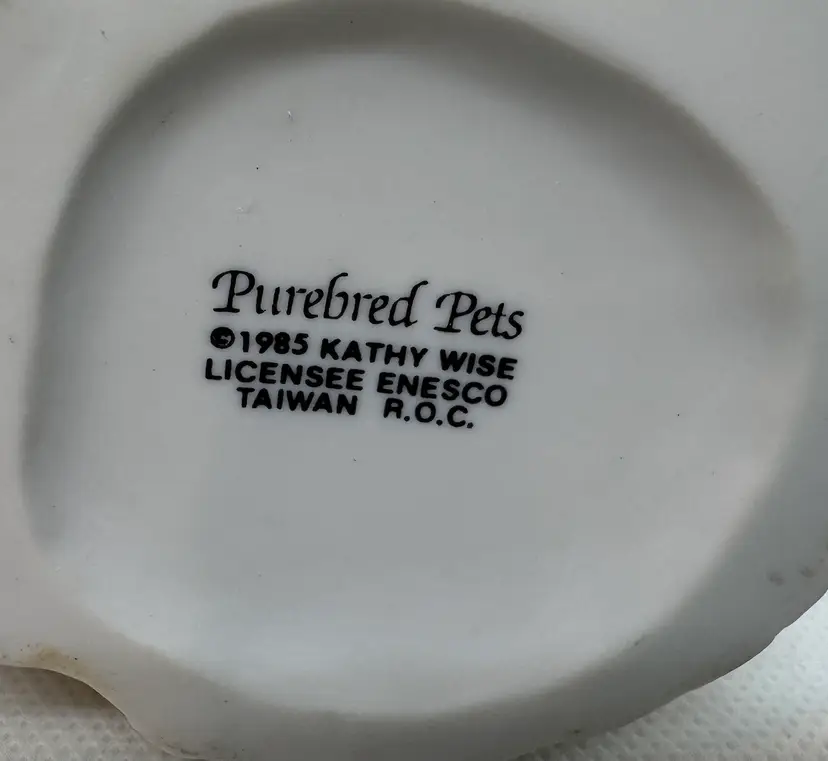 Purebred Pets
©1985 KATHY WISE
LICENSEE ENESCO
TAIWAN R.O.C.